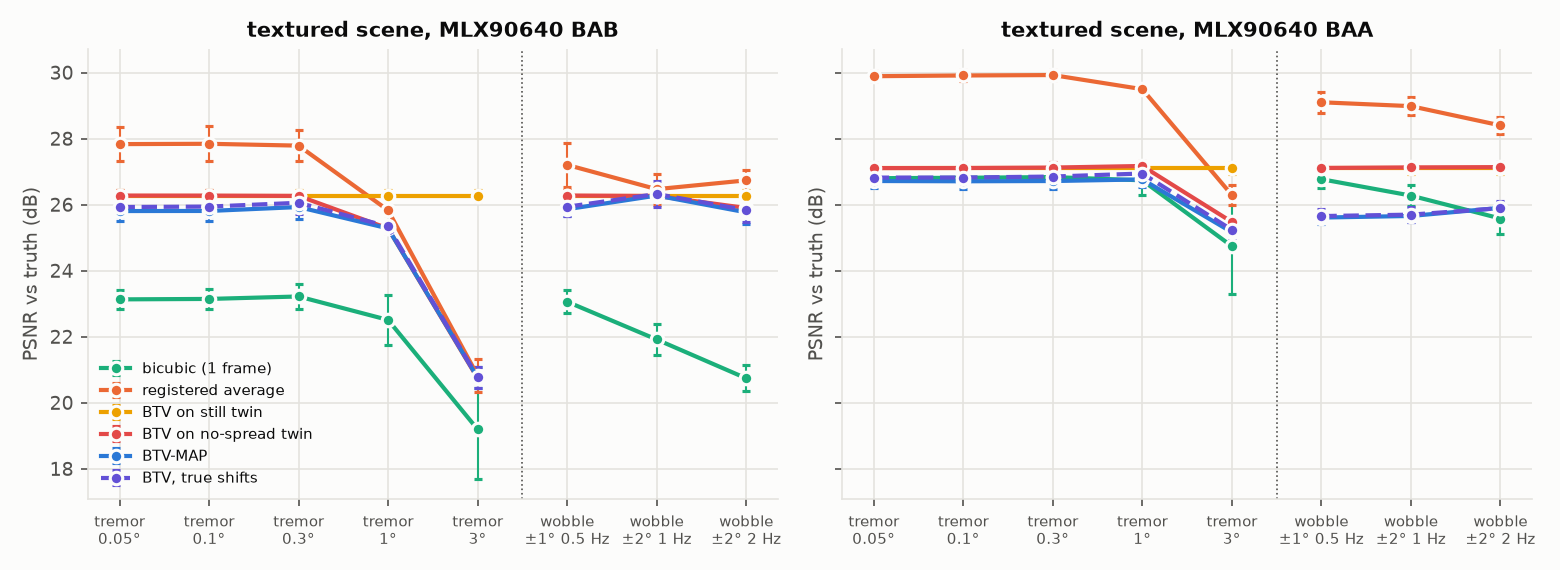 textured scene, MLX90640 BAB
textured scene, MLX90640 BAA
PSNR vs truth (dB)
30
28
26
24
22
20
18
bicubic (1 frame)
registered average
BTV on still twin
BTV on no-spread twin
BTV-MAP
BTV, true shifts
tremor
0.05°
tremor
0.1°
tremor
0.3°
tremor
1°
tremor
3°
wobble
±1° 0.5 Hz
wobble
±2° 1 Hz
wobble
±2° 2 Hz
PSNR vs truth (dB)
tremor
0.05°
tremor
0.1°
tremor
0.3°
tremor
1°
tremor
3°
wobble
±1° 0.5 Hz
wobble
±2° 1 Hz
wobble
±2° 2 Hz